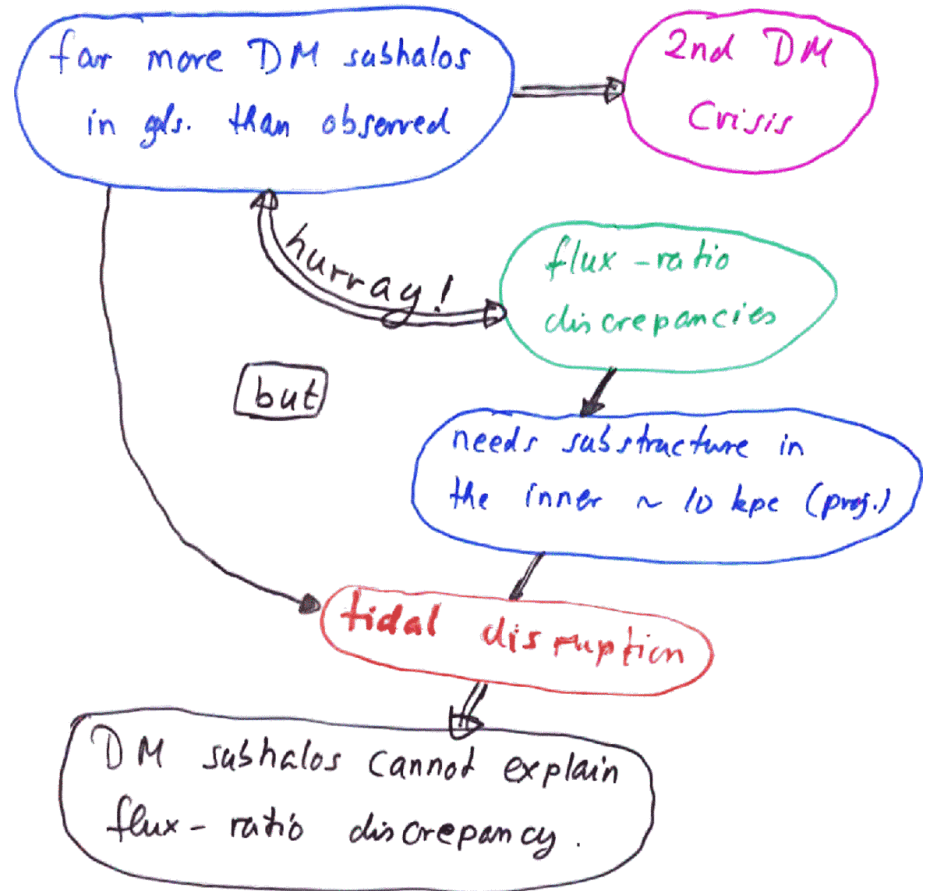 far more DM subhalos
in gls. than observed
2nd DM
Crisis
hurray!
flux-ratio
discrepancies
but
needs substructure in
the inner ~ 10 kpc (proj.)
tidal disruption
DM subhalos cannot explain
flux-ratio discrepancy.